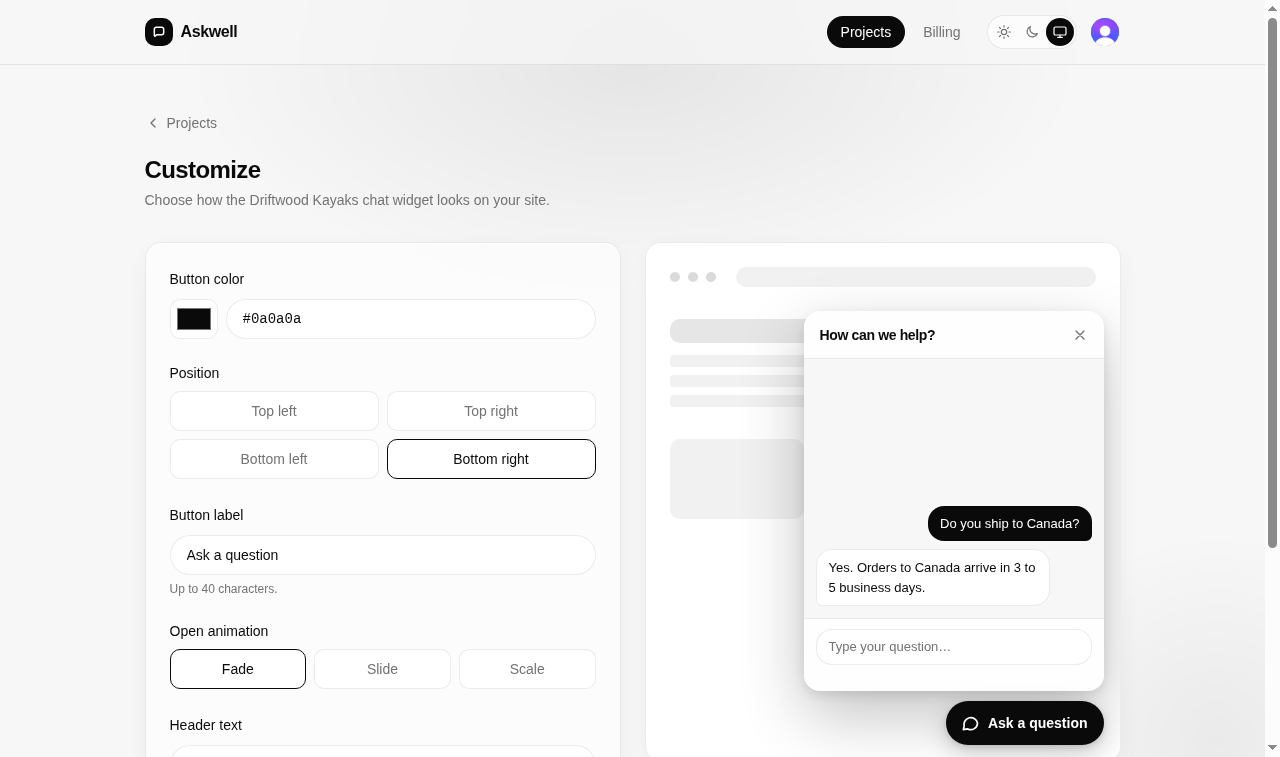 Askwell
Projects
Billing
Projects
Customize
Choose how the Driftwood Kayaks chat widget looks on your site.
Button color
#0a0a0a
Position
Top left
Top right
Bottom left
Bottom right
Button label
Ask a question
Up to 40 characters.
Open animation
Fade
Slide
Scale
Header text
How can we help?
Do you ship to Canada?
Yes. Orders to Canada arrive in 3 to
5 business days.
Type your question…
Ask a question